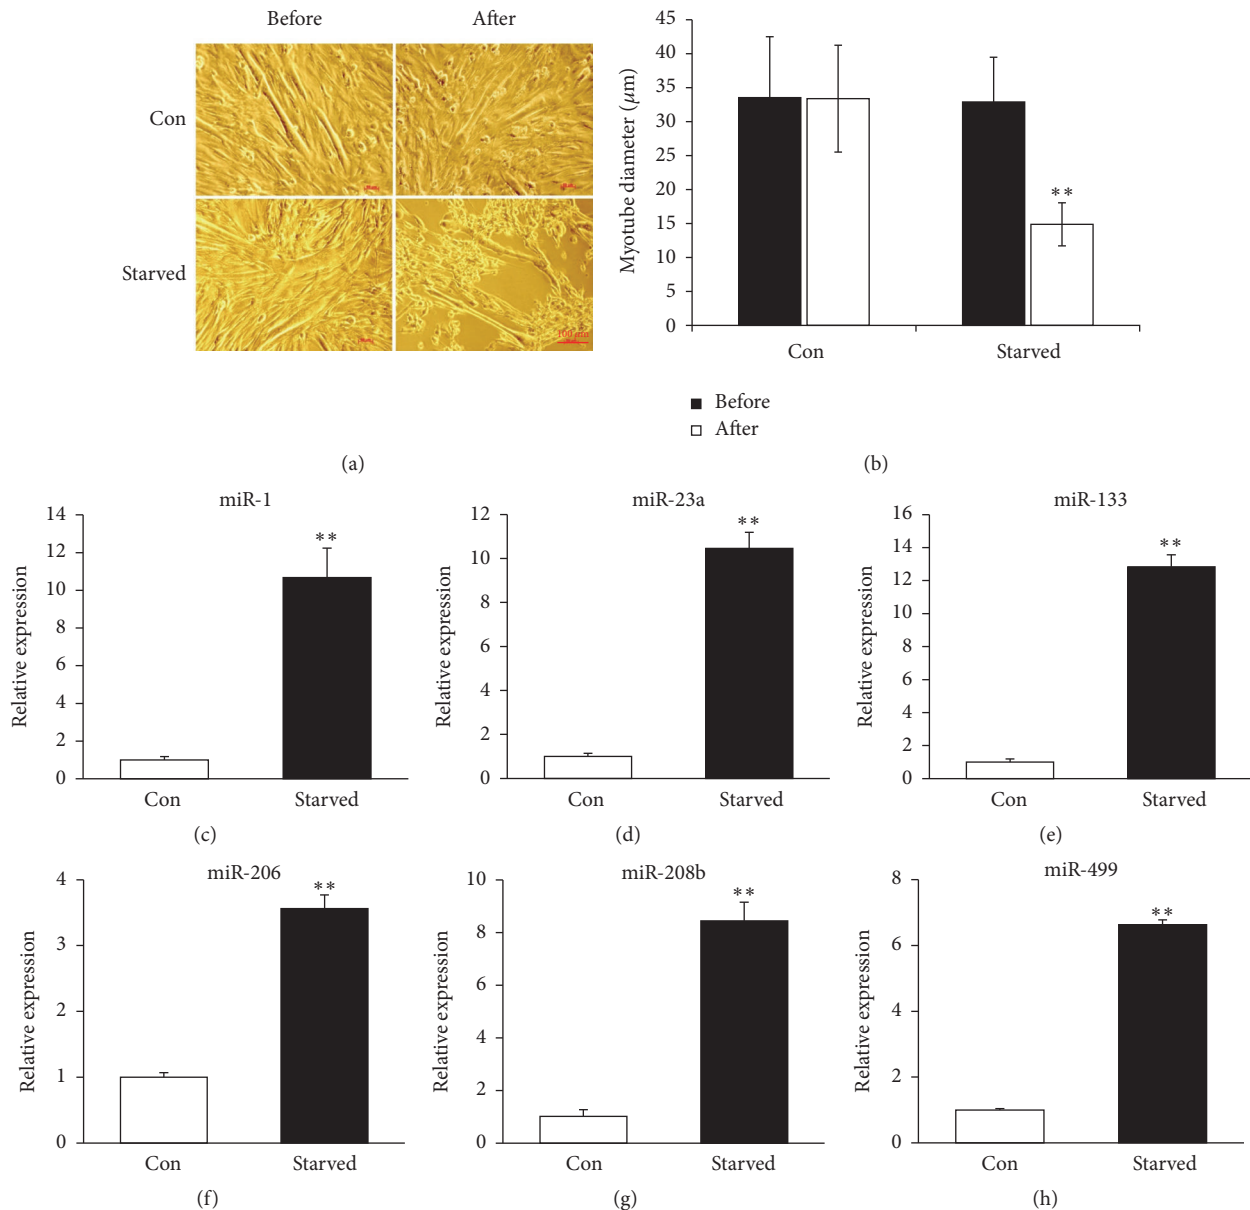 Before After
Con
Starved
100 μm
45
40
35
30
25
20
15
10
5
0
Myotube diameter (μm)
**
Con Starved
Before
After
(a) (b)
miR-1
14
12
10
8
6
4
2
0
Relative expression
**
Con Starved
(c)
miR-23a
12
10
8
6
4
2
0
Relative expression
**
Con Starved
(d)
miR-133
16
14
12
10
8
6
4
2
0
Relative expression
**
Con Starved
(e)
miR-206
4
3
2
1
0
Relative expression
**
Con Starved
(f)
miR-208b
10
8
6
4
2
0
Relative expression
**
Con Starved
(g)
miR-499
8
6
4
2
0
Relative expression
**
Con Starved
(h)